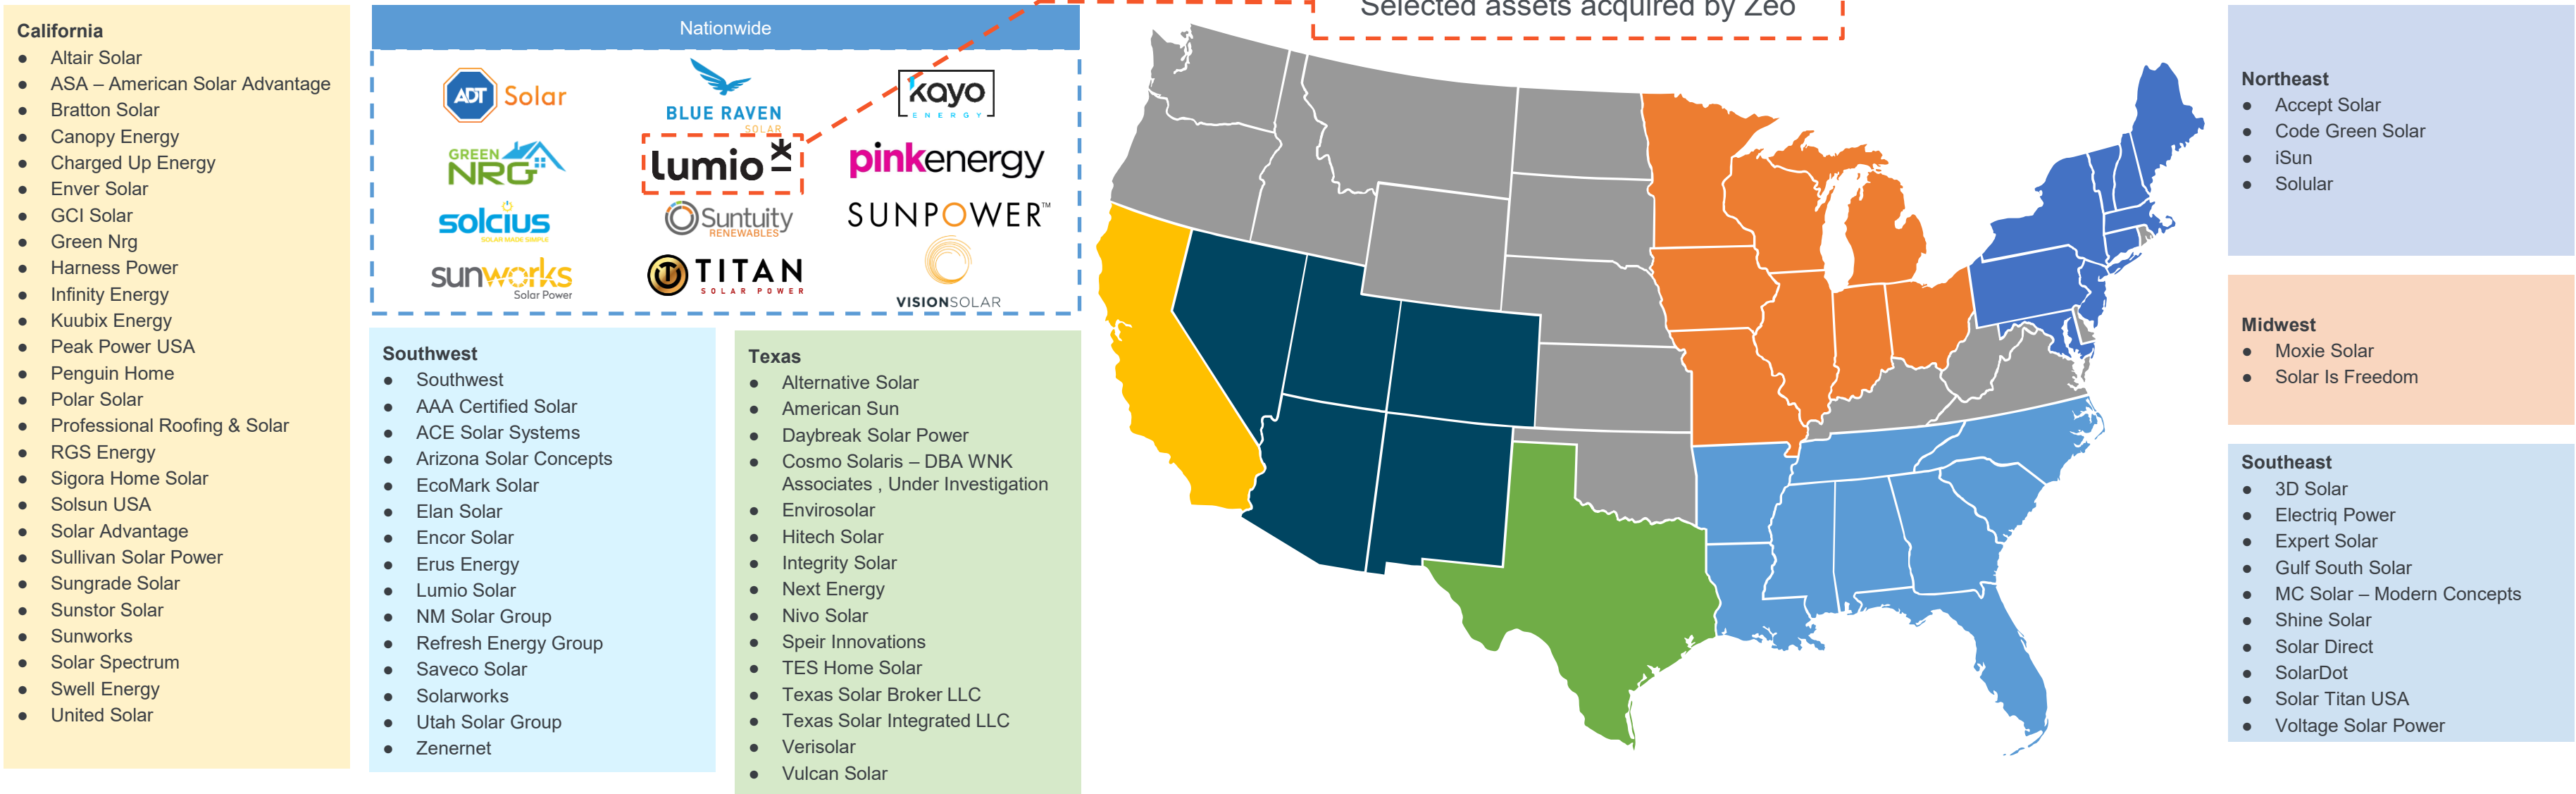 Selected assets acquired by Zeo
California
● Altair Solar
● ASA – American Solar Advantage
● Bratton Solar
● Canopy Energy
● Charged Up Energy
● Enver Solar
● GCI Solar
● Green Nrg
● Harness Power
● Infinity Energy
● Kuubix Energy
● Peak Power USA
● Penguin Home
● Polar Solar
● Professional Roofing & Solar
● RGS Energy
● Sigora Home Solar
● Solsun USA
● Solar Advantage
● Sullivan Solar Power
● Sungrade Solar
● Sunstor Solar
● Sunworks
● Solar Spectrum
● Swell Energy
● United Solar
Nationwide
ADT Solar
BLUE RAVEN
SOLAR
kayo
ENERGY
GREEN
NRG
lumio
pinkenergy
solcius
SOLAR MADE SIMPLE
Suntuity
RENEWABLES
SUNPOWER™
sunworks
Solar Power
TITAN
SOLAR POWER
VISIONSOLAR
Southwest
● Southwest
● AAA Certified Solar
● ACE Solar Systems
● Arizona Solar Concepts
● EcoMark Solar
● Elan Solar
● Encor Solar
● Erus Energy
● Lumio Solar
● NM Solar Group
● Refresh Energy Group
● Saveco Solar
● Solarworks
● Utah Solar Group
● Zenernet
Texas
● Alternative Solar
● American Sun
● Daybreak Solar Power
● Cosmo Solaris – DBA WNK
Associates , Under Investigation
● Envirosolar
● Hitech Solar
● Integrity Solar
● Next Energy
● Nivo Solar
● Speir Innovations
● TES Home Solar
● Texas Solar Broker LLC
● Texas Solar Integrated LLC
● Verisolar
● Vulcan Solar
Northeast
● Accept Solar
● Code Green Solar
● iSun
● Solular
Midwest
● Moxie Solar
● Solar Is Freedom
Southeast
● 3D Solar
● Electriq Power
● Expert Solar
● Gulf South Solar
● MC Solar – Modern Concepts
● Shine Solar
● Solar Direct
● SolarDot
● Solar Titan USA
● Voltage Solar Power